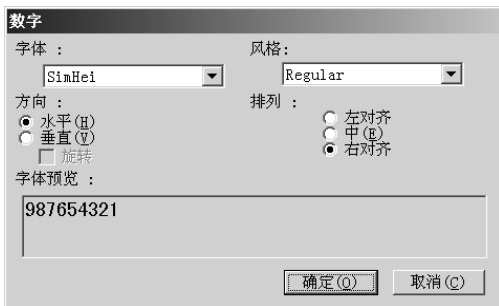 数字
字体 : 风格:
SimHei Regular
方向 : 排列 :
水平(H) 左对齐
垂直(V) 中(E)
旋转 右对齐
字体预览 :
987654321
确定(O) 取消(C)